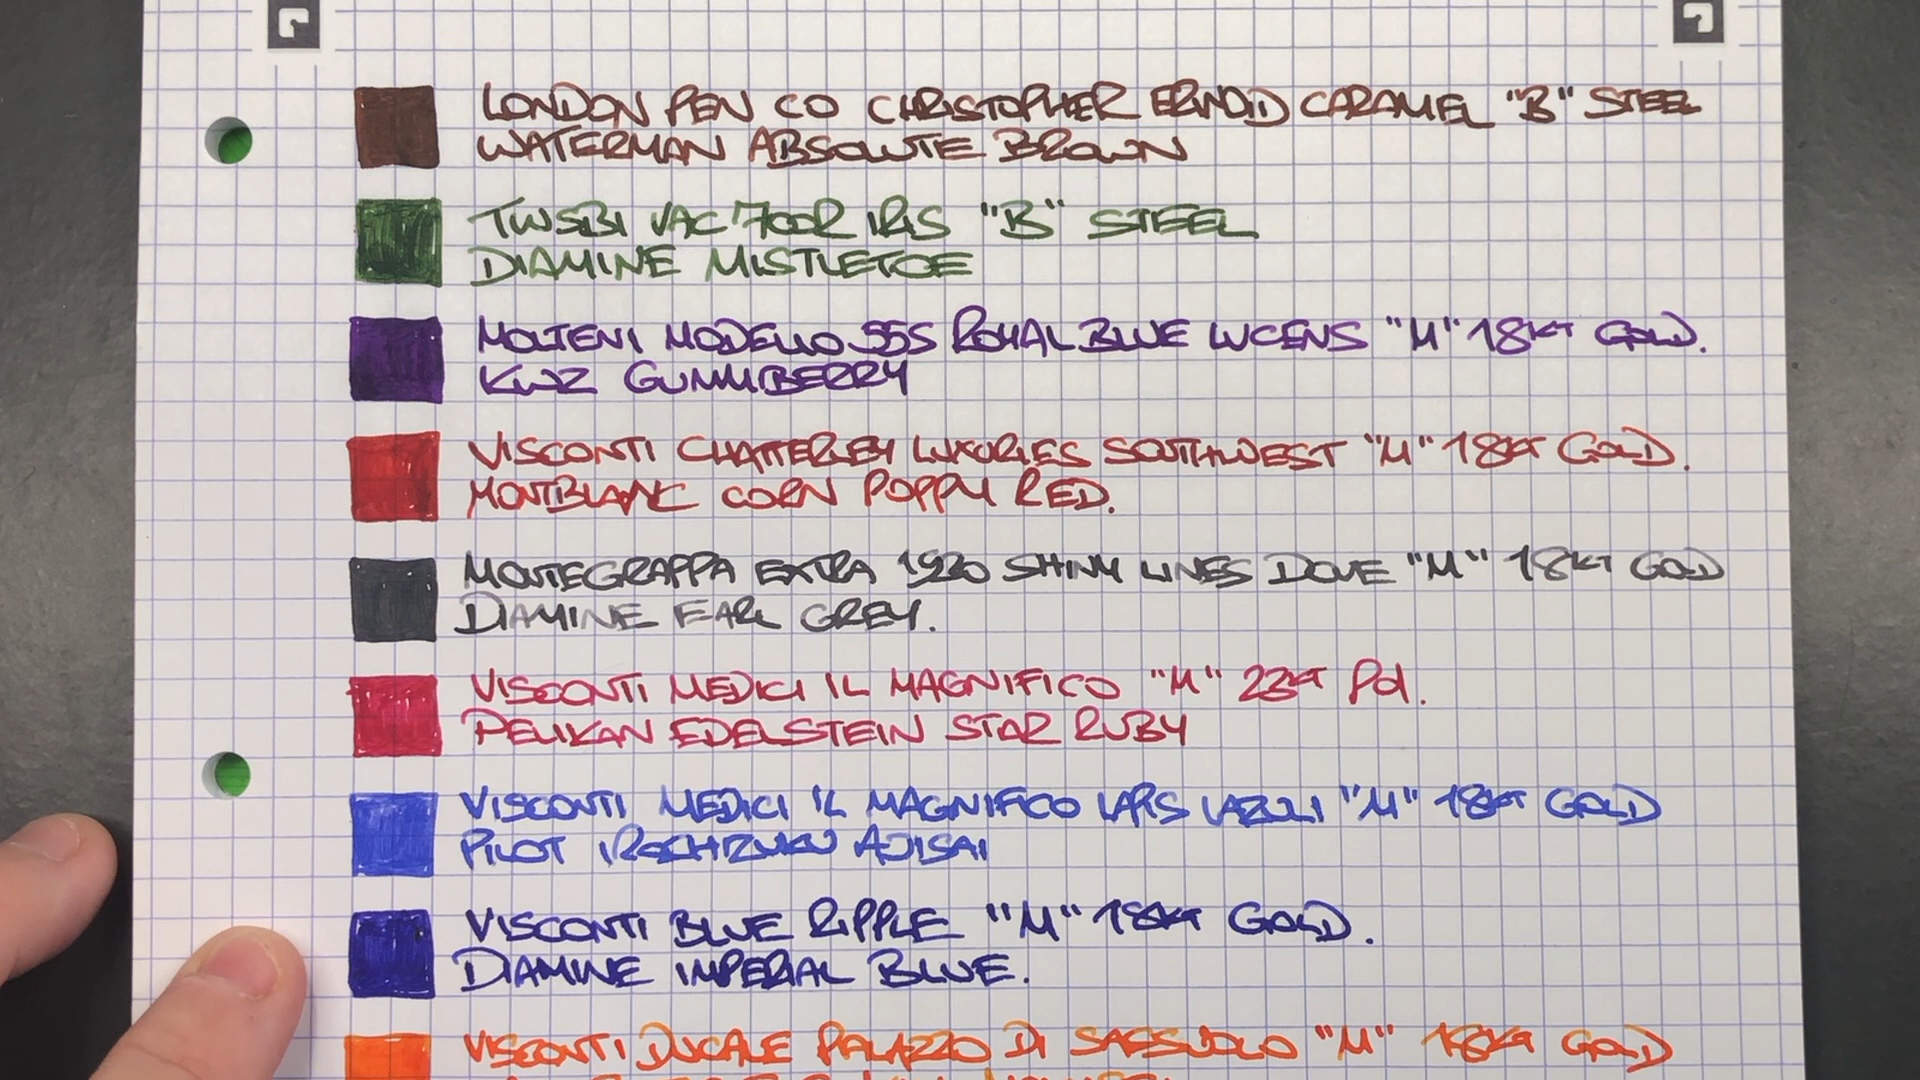 LONDON PEN CO CHRISTOPHER CARAMEL "B" STEEL
WATERMAN ABSOLUTE BROWN
TWSBI VAC 700R IRIS "B" STEEL
DIAMINE MISTLETOE
MOLTENI MODELLO 55S ROYAL BLUE LUCENS "M" 18KT GOLD.
KWZ GUMMIBERRY
VISCONTI CHATTERLEY LUXURIES SOUTHWEST "M" 18KT GOLD.
MONTBLANC CORN POPPY RED.
MONTEGRAPPA EXTRA 1930 SHINY LINES DOVE "M" 18KT GOLD
DIAMINE EARL GREY.
VISCONTI MEDICI IL MAGNIFICO "M" 23KT Pd.
PELIKAN EDELSTEIN STAR RUBY
VISCONTI MEDICI IL MAGNIFICO LAPIS LAZULI "M" 18KT GOLD
PILOT IROSHIZUKU AJISAI
VISCONTI BLUE RIPPLE "M" 18KT GOLD.
DIAMINE IMPERIAL BLUE.
VISCONTI DUCALE PALAZZO DI SASSUOLO "M" 18KT GOLD